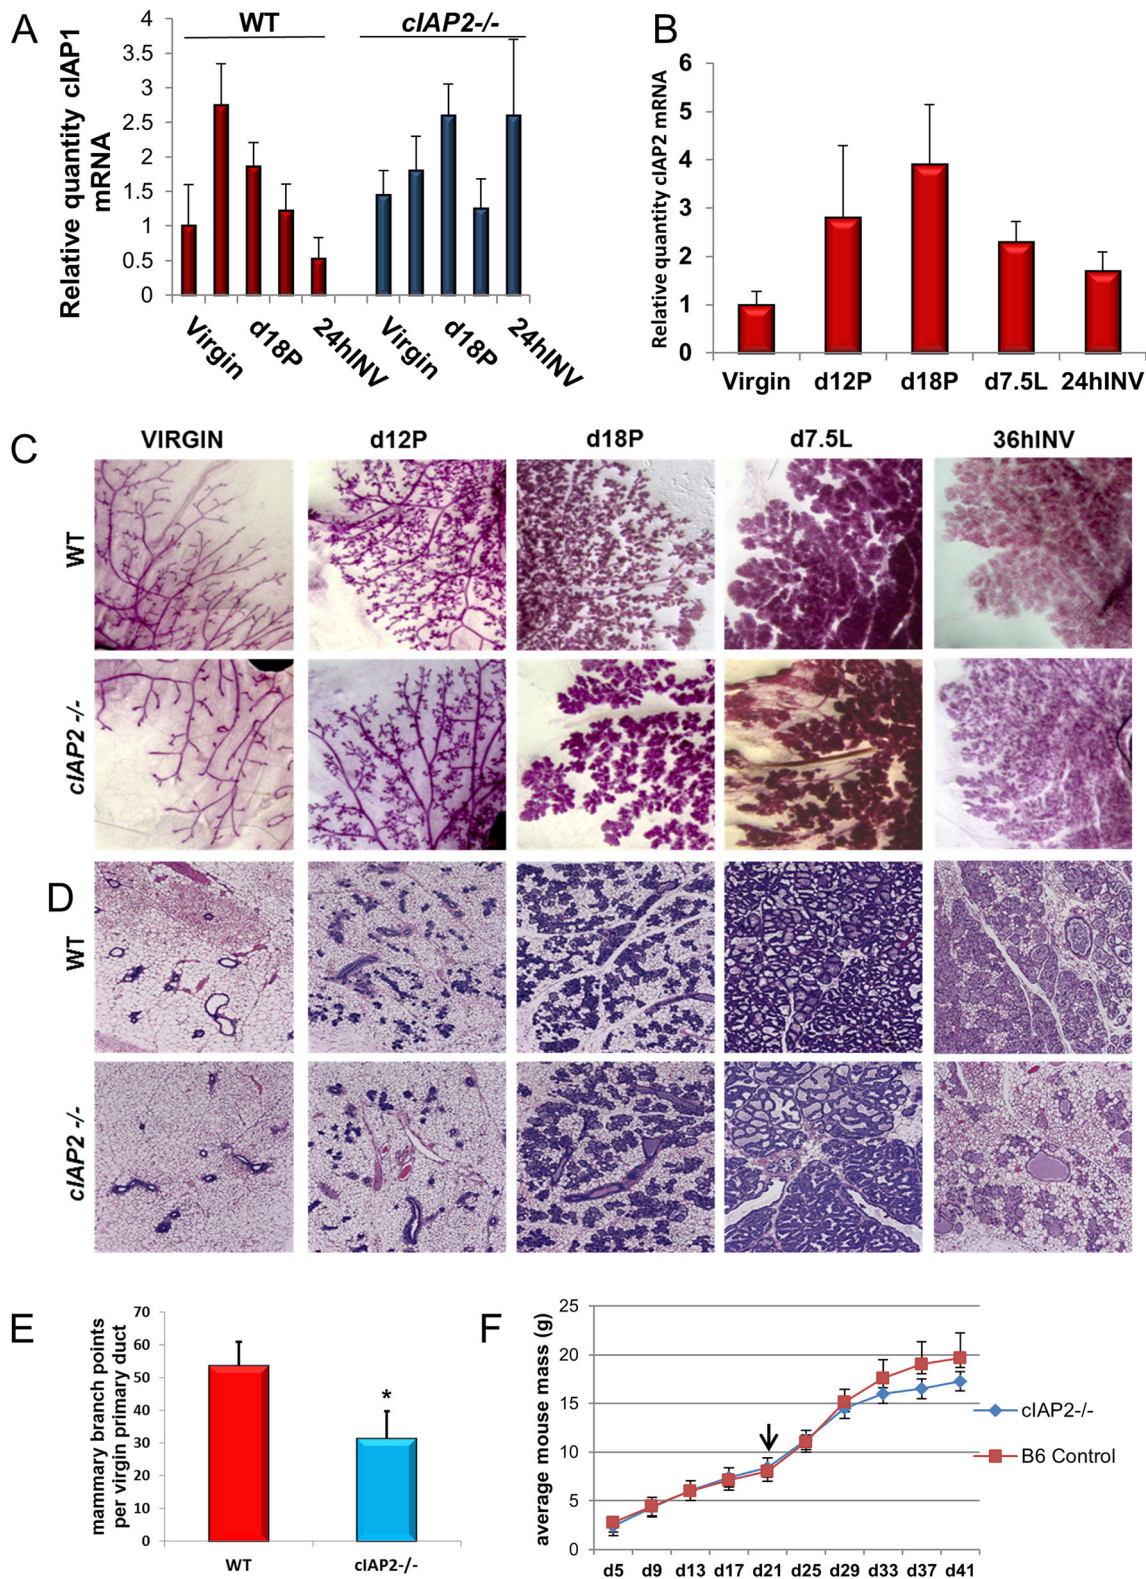 A
WT
cIAP2-/-
Relative quantity cIAP1
mRNA
4
3.5
3
2.5
2
1.5
1
0.5
0
Virgin
d18P
24hINV
Virgin
d18P
24hINV
B
Relative quantity cIAP2 mRNA
6
5
4
3
2
1
0
Virgin
d12P
d18P
d7.5L
24hINV
C
VIRGIN
d12P
d18P
d7.5L
36hINV
WT
cIAP2 -/-
D
WT
cIAP2 -/-
E
mammary branch points
per virgin primary duct
70
60
50
40
30
20
10
0
*
WT
cIAP2-/-
F
average mouse mass (g)
25
20
15
10
5
0
d5
d9
d13
d17
d21
d25
d29
d33
d37
d41
cIAP2-/-
B6 Control